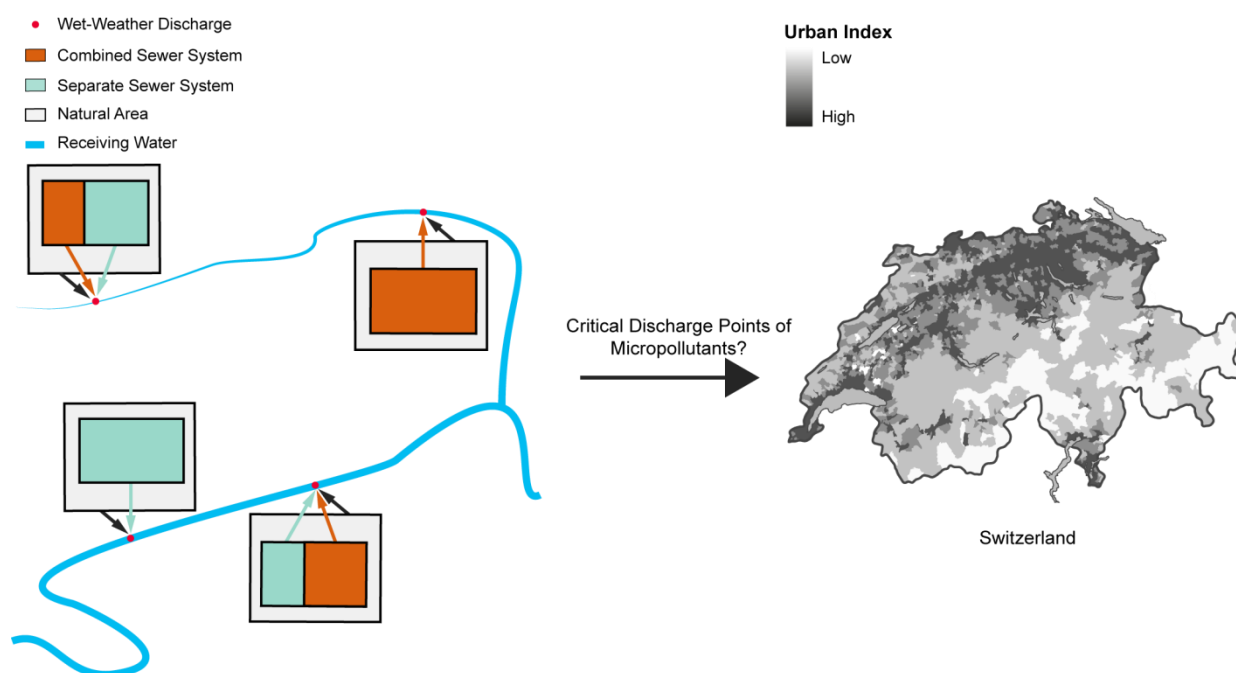 Wet-Weather Discharge
Combined Sewer System
Separate Sewer System
Natural Area
Receiving Water
Critical Discharge Points of
Micropollutants?
Urban Index
Low
High
Switzerland